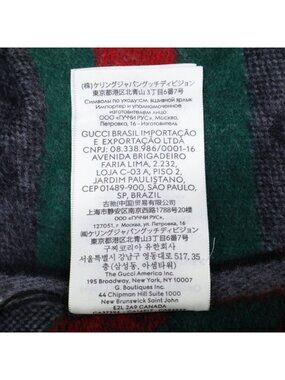 (株)ケリングジャパングッチディビジョン
東京都港区北青山3丁目6番7号
Символы по уходу см. вшивной ярлык
Импортер и уполномоченное
изготовителем лицо:
ООО «ГУЧЧИ РУС», Москва,
Петровка, 16 - Изготовитель
GUCCI BRASIL IMPORTAÇÃO
E EXPORTAÇÃO LTDA
CNPJ: 08.338.986/0001-16
AVENIDA BRIGADEIRO
FARIA LIMA, 2.232,
LOJA C-03 A, PISO 2,
JARDIM PAULISTANO,
CEP 01489-900, SÃO PAULO,
SP, BRAZIL
古驰(中国)贸易有限公司
上海市静安区南京西路1788号20楼
ООО «ГУЧЧИ РУС»
127051, г Москва, ул. Петровка, 16
㈱ケリングジャパングッチディビジョン
東京都港区北青山3丁目6番7号
구찌코리아 유한회사
서울특별시 강남구 영동대로 517, 35
층(삼성동, 아셈타워)
The Gucci America Inc.
195 Broadway, New York, NY
G. Boutiques Inc.
44 Chipman Hill Suite 1000
New Brunswick Saint John
E2L 2A9 CANADA